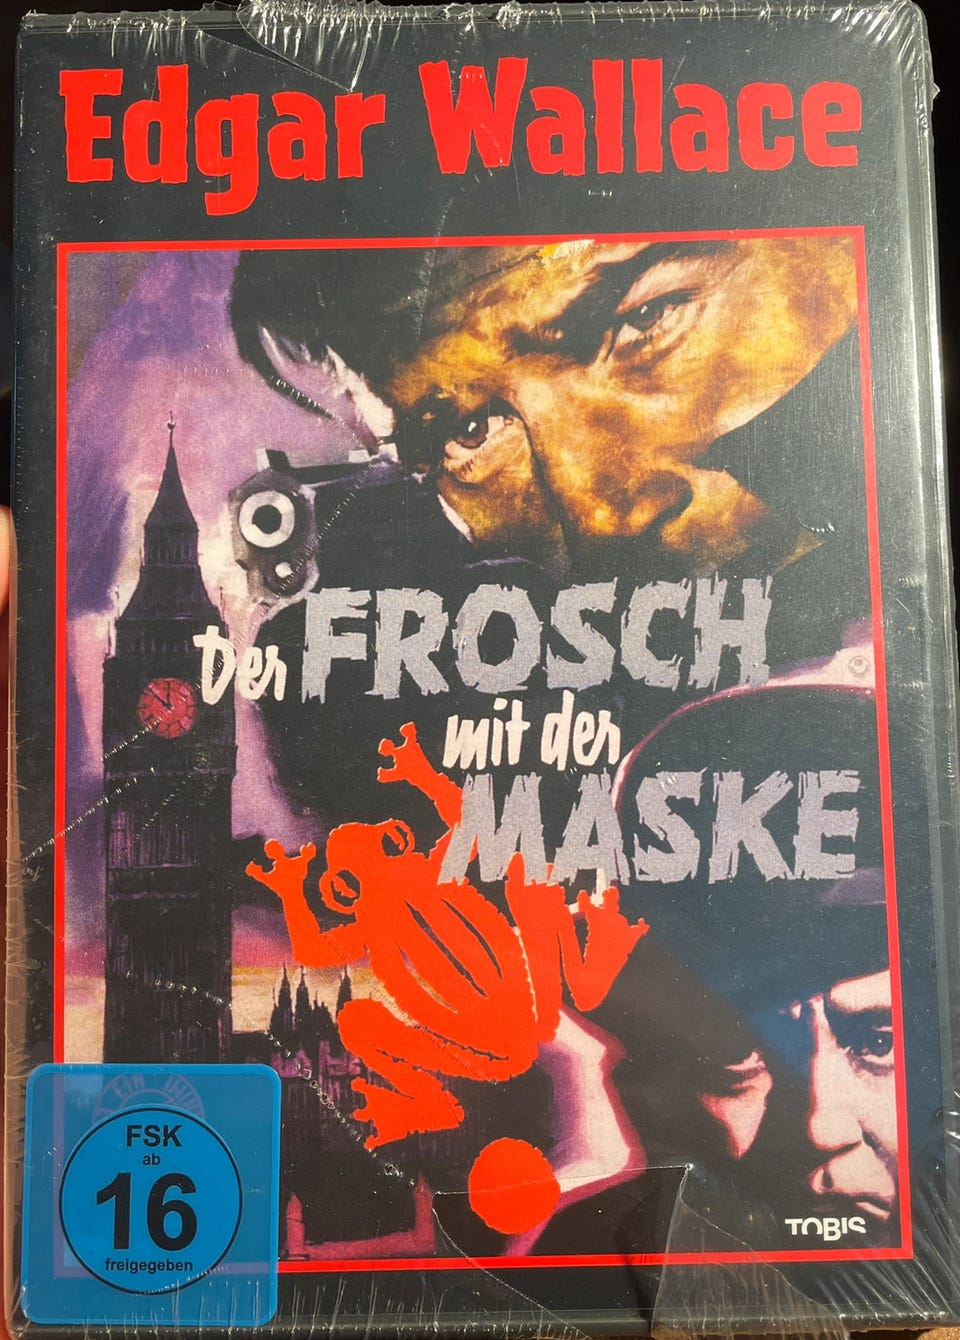 Edgar Wallace
Der FROSCH
mit der
MASKE
FSK
ab
16
freigegeben
TOBIS